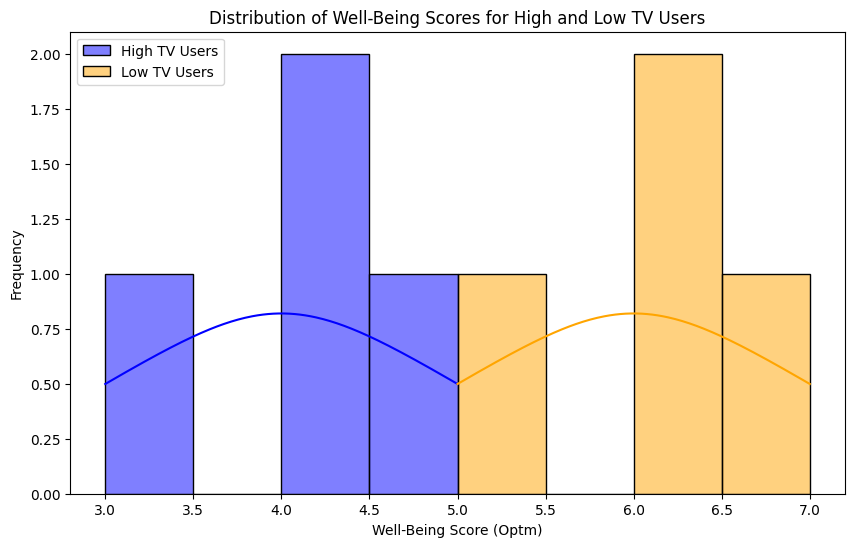 Distribution of Well-Being Scores for High and Low TV Users
High TV Users
Low TV Users
2.00
1.75
1.50
1.25
1.00
0.75
0.50
0.25
0.00
Frequency
3.0 3.5 4.0 4.5 5.0 5.5 6.0 6.5 7.0
Well-Being Score (Optm)